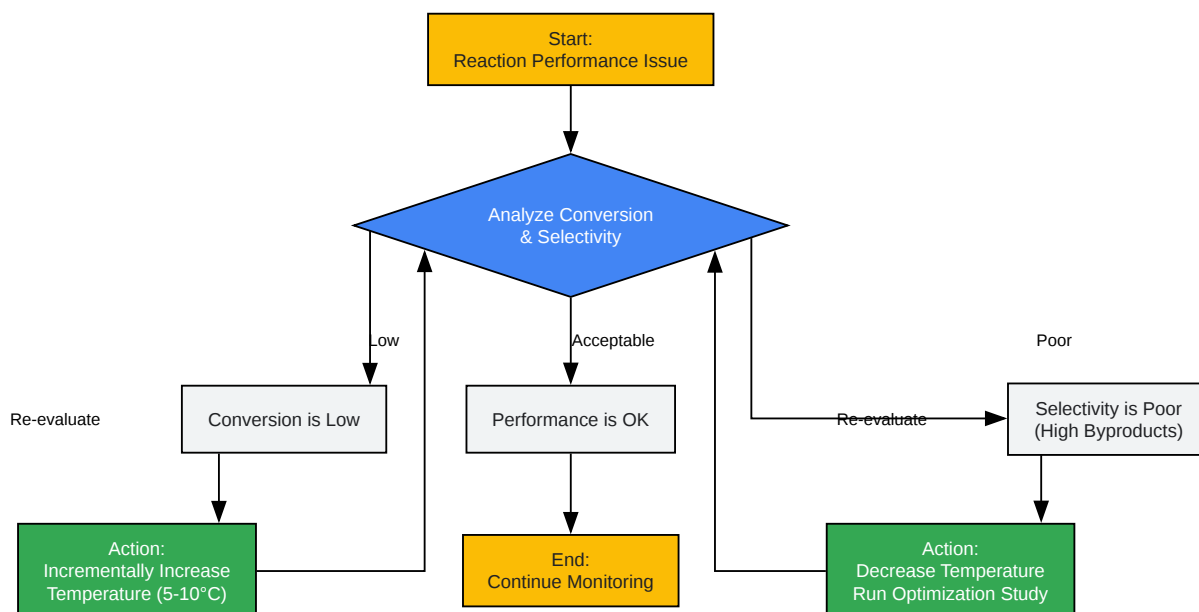 Start:
Reaction Performance Issue
Analyze Conversion
& Selectivity
Low
Acceptable
Poor
Re-evaluate
Conversion is Low
Performance is OK
Re-evaluate
Selectivity is Poor
(High Byproducts)
Action:
Incrementally Increase
Temperature (5-10°C)
End:
Continue Monitoring
Action:
Decrease Temperature
Run Optimization Study